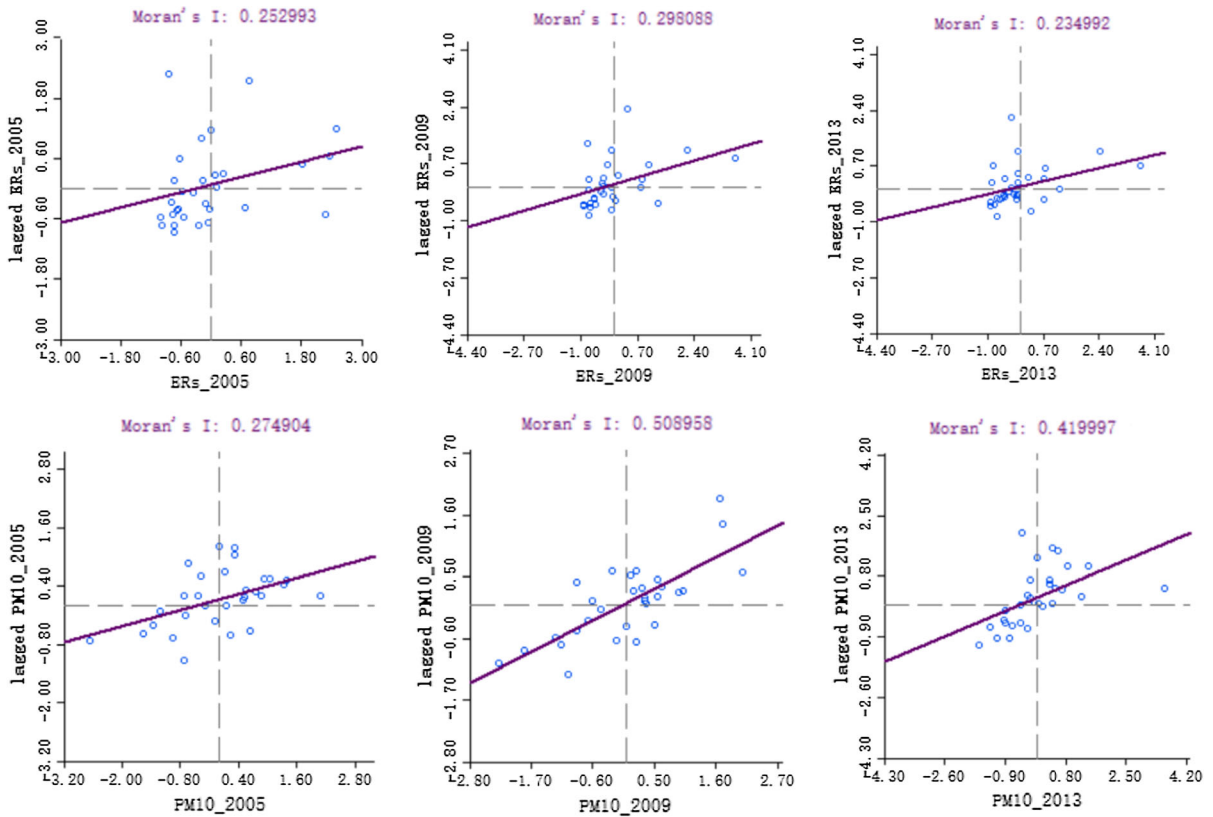 Moran's I: 0.252993
3.00
1.80
0.60
-0.60
-1.80
-3.00
lagged ERs_2005
-3.00 -1.80 -0.60 0.60 1.80 3.00
ERs_2005
Moran's I: 0.298088
4.10
2.40
0.70
-1.00
-2.70
-4.40
lagged ERs_2009
-4.40 -2.70 -1.00 0.70 2.40 4.10
ERs_2009
Moran's I: 0.234992
4.10
2.40
0.70
-1.00
-2.70
-4.40
lagged ERs_2013
-4.40 -2.70 -1.00 0.70 2.40 4.10
ERs_2013
Moran's I: 0.274904
2.80
1.60
0.40
-0.80
-2.00
-3.20
lagged PM10_2005
-3.20 -2.00 -0.80 0.40 1.60 2.80
PM10_2005
Moran's I: 0.508958
2.70
1.60
0.50
-0.60
-1.70
-2.80
lagged PM10_2009
-2.80 -1.70 -0.60 0.50 1.60 2.70
PM10_2009
Moran's I: 0.419997
4.20
2.50
0.80
-0.90
-2.60
-4.30
lagged PM10_2013
-4.30 -2.60 -0.90 0.80 2.50 4.20
PM10_2013